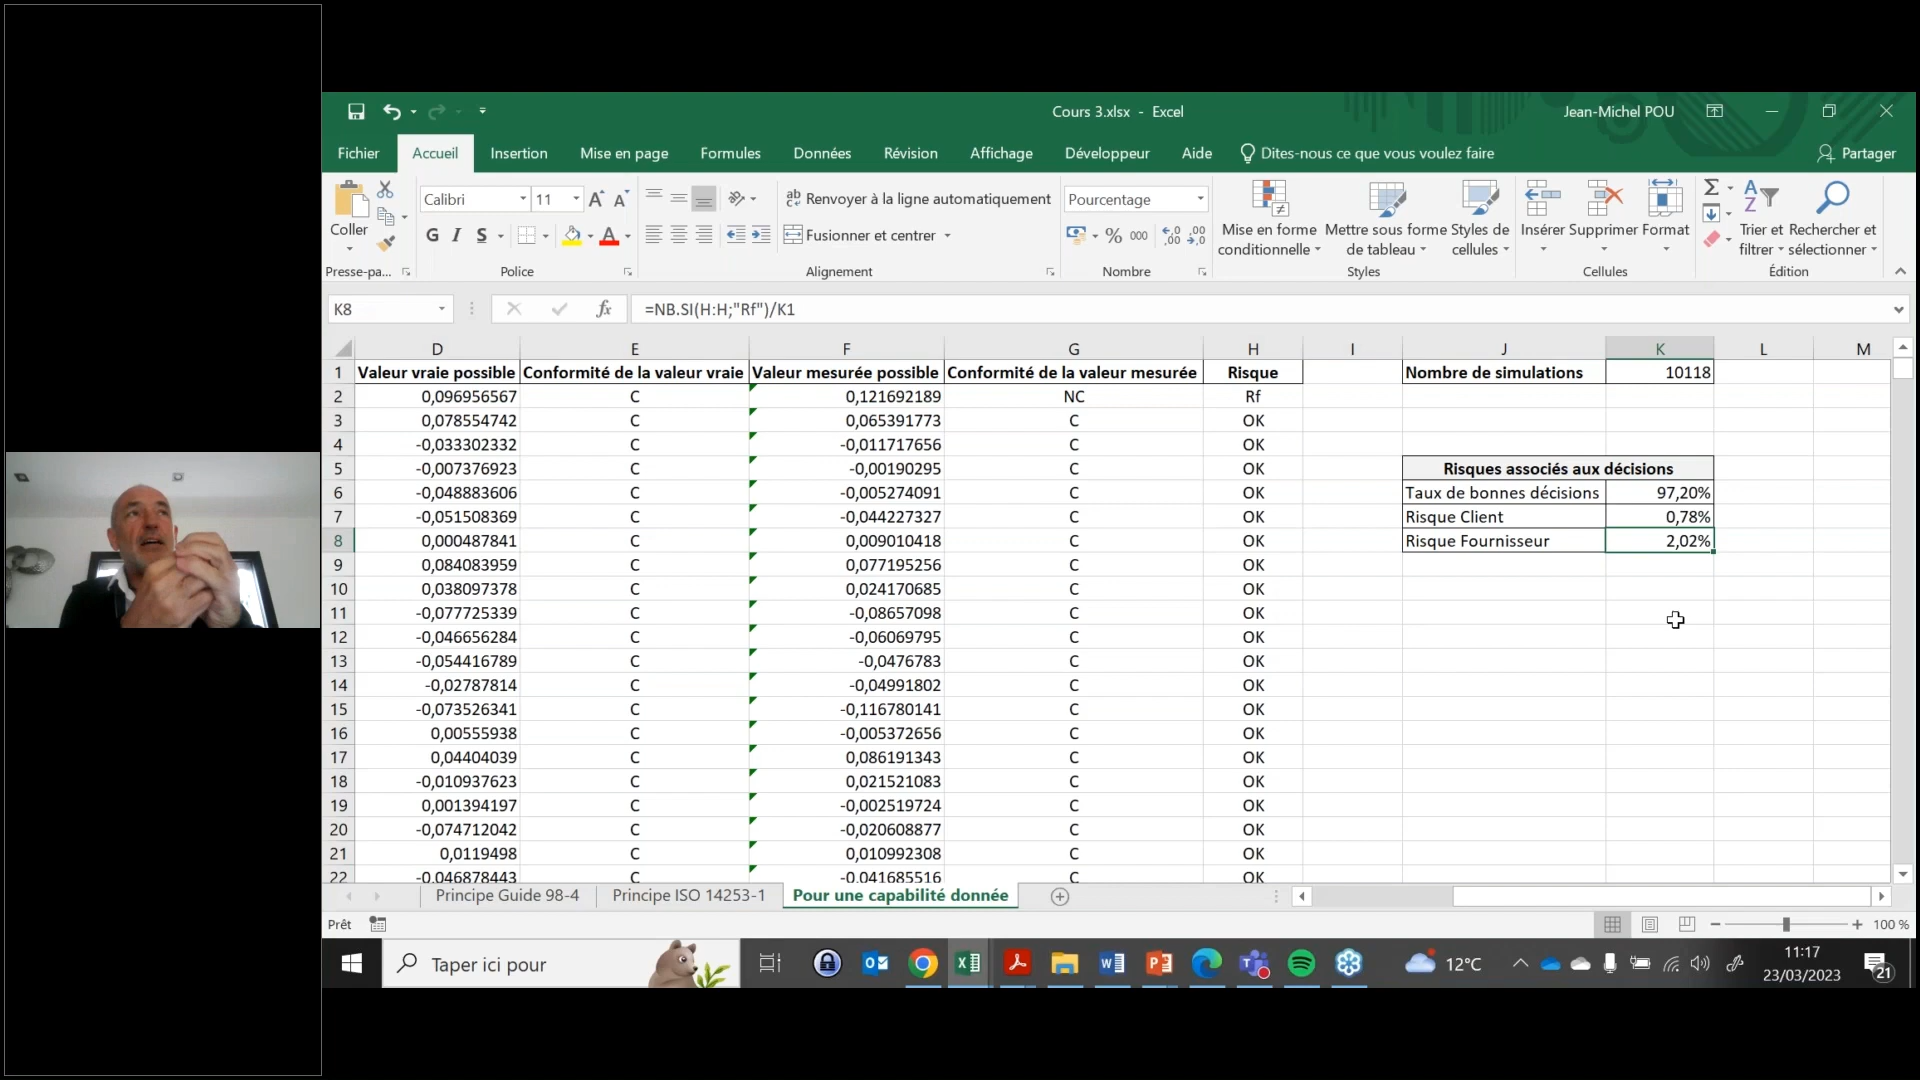 Cours 3.xlsx - Excel
Jean-Michel POU
Fichier Accueil Insertion Mise en page Formules Données Révision Affichage Développeur Aide Dites-nous ce que vous voulez faire Partager
Coller
Presse-pa...
Calibri 11
G I S
Police
Renvoyer à la ligne automatiquement
Fusionner et centrer
Alignement
Pourcentage
% 000
Nombre
Mise en forme conditionnelle
Mettre sous forme de tableau
Styles de cellules
Styles
Insérer Supprimer Format
Cellules
Trier et filtrer
Rechercher et sélectionner
Édition
K8 fx =NB.SI(H:H;"Rf")/K1
D E F G H I J K L M
1 Valeur vraie possible Conformité de la valeur vraie Valeur mesurée possible Conformité de la valeur mesurée Risque Nombre de simulations 10118
2 0,096956567 C 0,121692189 NC Rf
3 0,078554742 C 0,065391773 C OK
4 -0,033302332 C -0,011717656 C OK
5 -0,007376923 C -0,00190295 C OK Risques associés aux décisions
6 -0,048883606 C -0,005274091 C OK Taux de bonnes décisions 97,20%
7 -0,051508369 C -0,044227327 C OK Risque Client 0,78%
8 0,000487841 C 0,009010418 C OK Risque Fournisseur 2,02%
9 0,084083959 C 0,077195256 C OK
10 0,038097378 C 0,024170685 C OK
11 -0,077725339 C -0,08657098 C OK
12 -0,046656284 C -0,06069795 C OK
13 -0,054416789 C -0,0476783 C OK
14 -0,02787814 C -0,04991802 C OK
15 -0,073526341 C -0,116780141 C OK
16 0,00555938 C -0,005372656 C OK
17 0,04404039 C 0,086191343 C OK
18 -0,010937623 C 0,021521083 C OK
19 0,001394197 C -0,002519724 C OK
20 -0,074712042 C -0,020608877 C OK
21 0,0119498 C 0,010992308 C OK
22 -0,046878443 C -0,041685516 C OK
Principe Guide 98-4 Principe ISO 14253-1 Pour une capabilité donnée
Prêt 100 %
Taper ici pour 12°C 11:17
23/03/2023
21